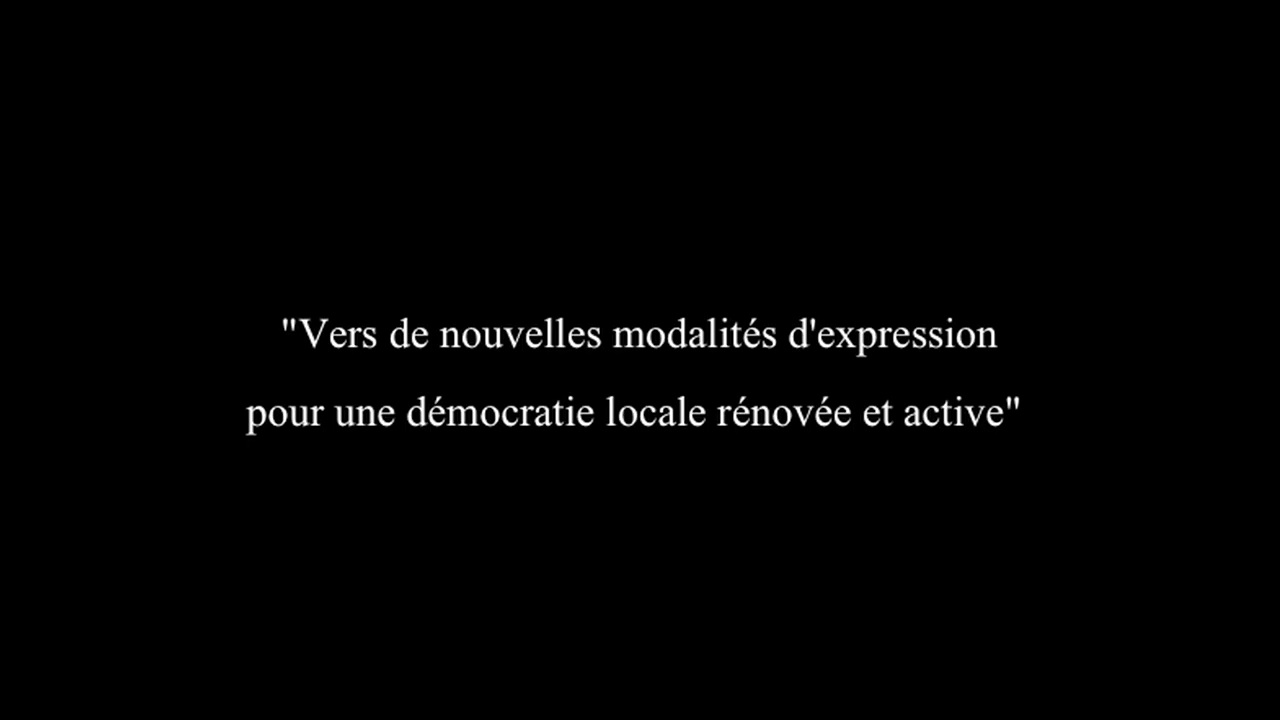 "Vers de nouvelles modalités d'expression
pour une démocratie locale rénovée et active"